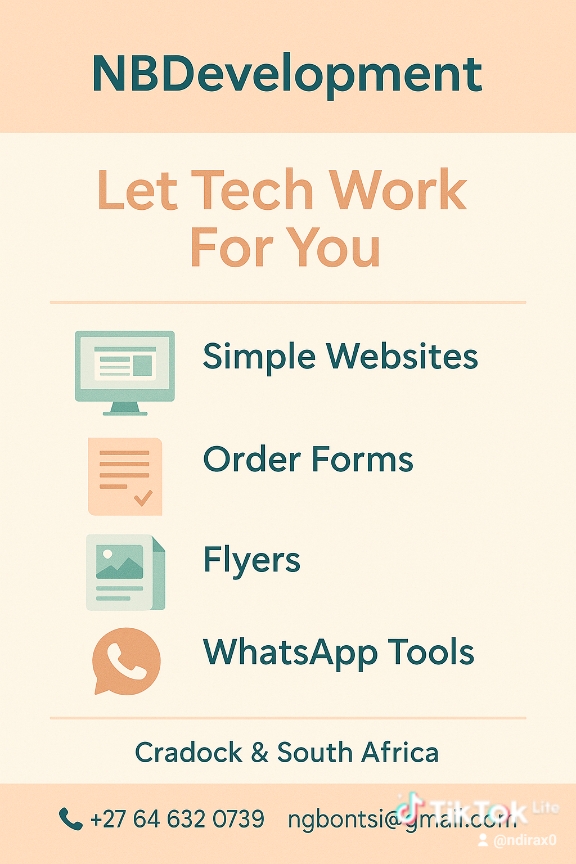 NBDevelopment
Let Tech Work
For You
Simple Websites
Order Forms
Flyers
WhatsApp Tools
Cradock & South Africa
+27 64 632 0739 ngbontsi@gmail.com
TikTok Lite
@ndirax0